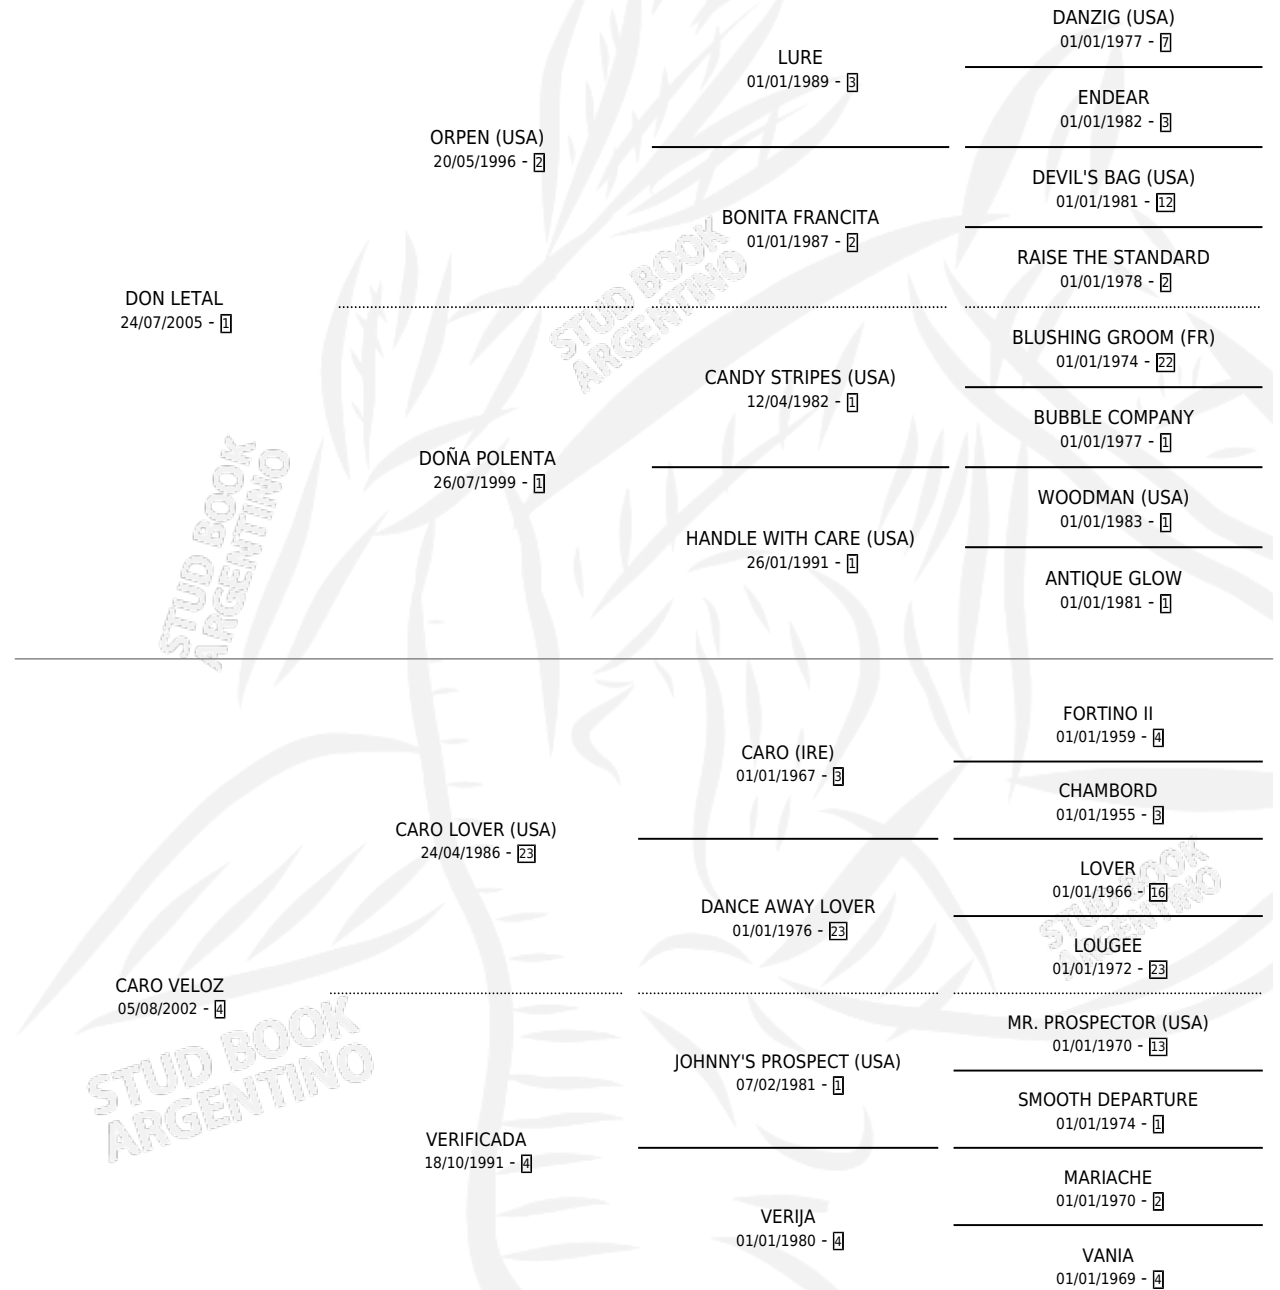 DANZIG (USA)
01/01/1977 - 7
LURE
01/01/1989 - 3
ENDEAR
01/01/1982 - 3
ORPEN (USA)
20/05/1996 - 2
DEVIL'S BAG (USA)
01/01/1981 - 12
BONITA FRANCITA
01/01/1987 - 2
RAISE THE STANDARD
01/01/1978 - 2
DON LETAL
24/07/2005 - 1
STUD BOOK
ARGENTINO
BLUSHING GROOM (FR)
01/01/1974 - 22
CANDY STRIPES (USA)
12/04/1982 - 1
BUBBLE COMPANY
01/01/1977 - 1
DOÑA POLENTA
26/07/1999 - 1
WOODMAN (USA)
01/01/1983 - 1
HANDLE WITH CARE (USA)
26/01/1991 - 1
ANTIQUE GLOW
01/01/1981 - 1
STUD BOOK
ARGENTINO
FORTINO II
01/01/1959 - 4
CARO (IRE)
01/01/1967 - 3
CHAMBORD
01/01/1955 - 3
CARO LOVER (USA)
24/04/1986 - 23
LOVER
01/01/1966 - 16
DANCE AWAY LOVER
01/01/1976 - 23
STUD BOOK
ARGENTINO
LOUGEE
01/01/1972 - 23
CARO VELOZ
05/08/2002 - 4
MR. PROSPECTOR (USA)
01/01/1970 - 13
JOHNNY'S PROSPECT (USA)
07/02/1981 - 1
STUD BOOK
ARGENTINO
SMOOTH DEPARTURE
01/01/1974 - 1
VERIFICADA
18/10/1991 - 4
MARIACHE
01/01/1970 - 2
VERIJA
01/01/1980 - 4
VANIA
01/01/1969 - 4